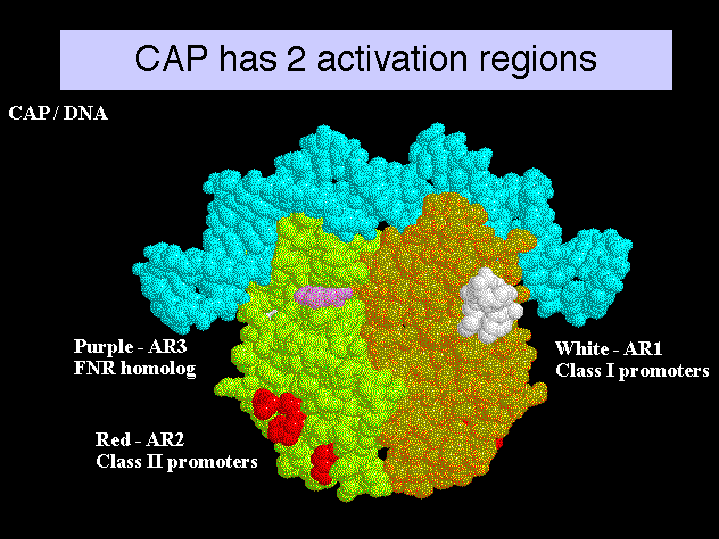 CAP has 2 activation regions
CAP / DNA
Purple - AR3
FNR homolog
White - AR1
Class I promoters
Red - AR2
Class II promoters